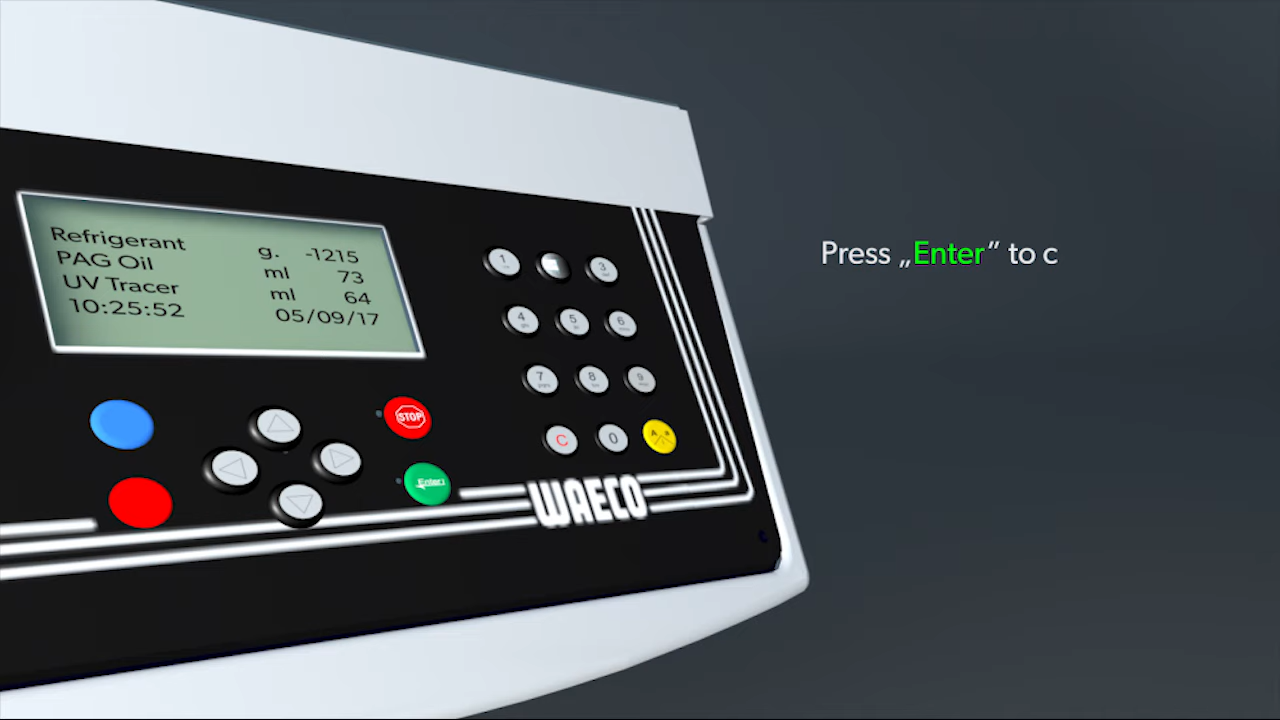 Refrigerant g. -1215
PAG Oil ml 73
UV Tracer ml 64
10:25:52 05/09/17
Press „Enter” to c
1
3
4
5
6
7
8
9
C
0
A
B
STOP
Enter
WAECO